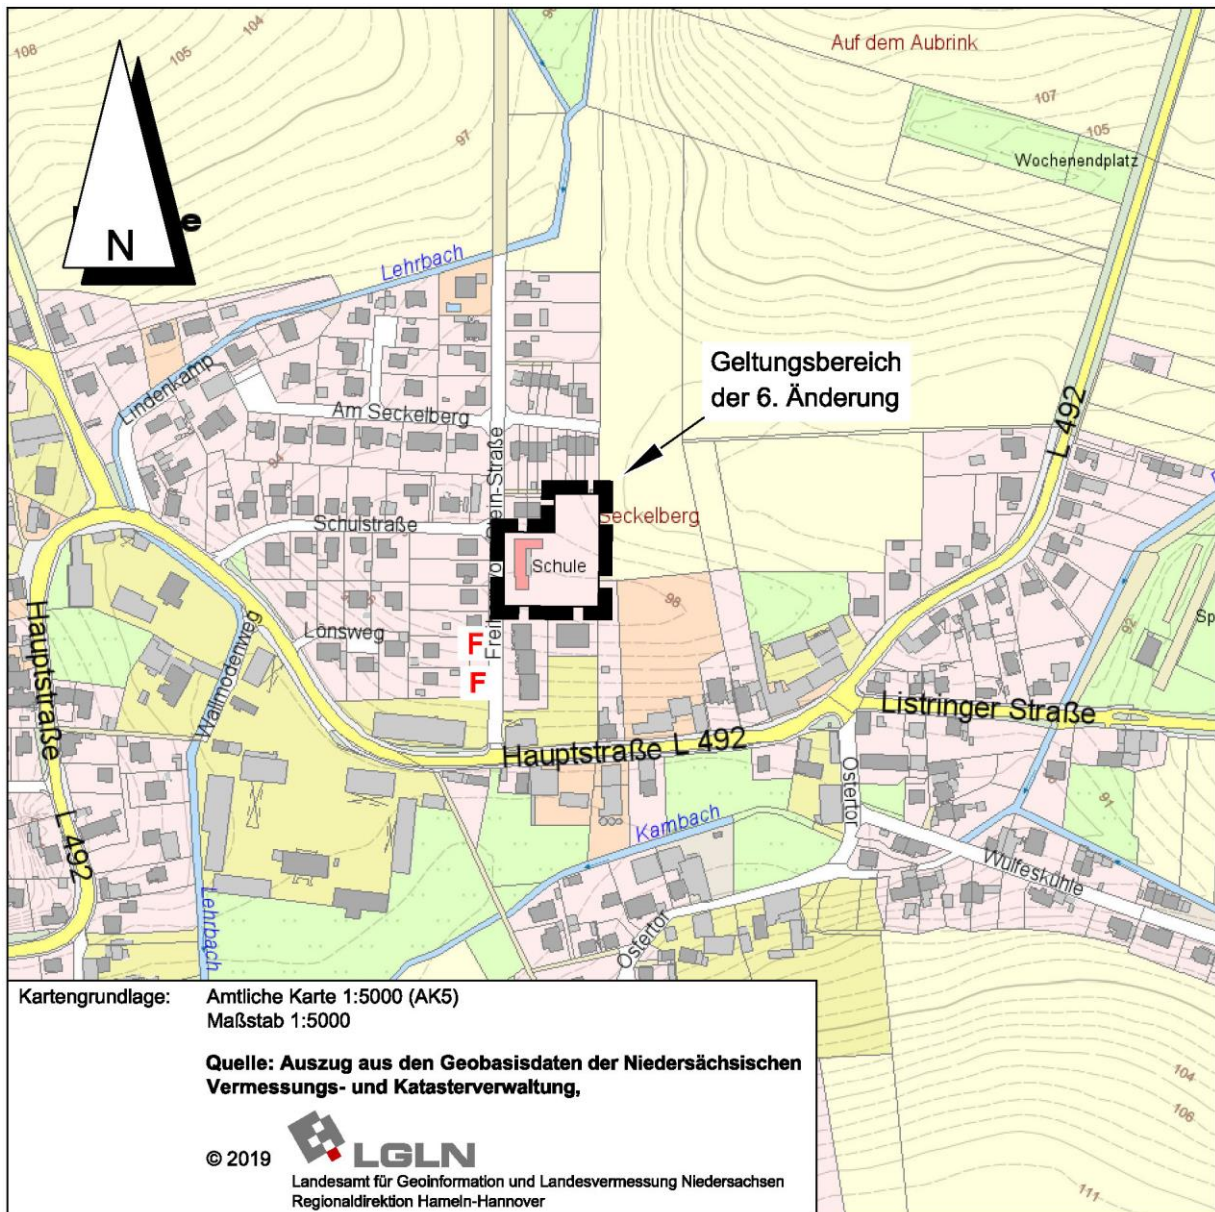 108
104
105
97
Auf dem Aubrink
107
105
Wochenendplatz
e
N
Lehrbach
Geltungsbereich
der 6. Änderung
Lindenkamp
Am Seckelberg
L 492
94
Seckelberg
Schulstraße
Schule
98
Hauptstraße
Wallmodenweg
Lönsweg
F
F
92
Sp
Listringer Straße
Hauptstraße L 492
Ostertor
91
Kambach
L 492
Wulfeskühle
Lehrbach
Ostertor
Kartengrundlage: Amtliche Karte 1:5000 (AK5)
Maßstab 1:5000
Quelle: Auszug aus den Geobasisdaten der Niedersächsischen
Vermessungs- und Katasterverwaltung,
© 2019 LGLN
Landesamt für Geoinformation und Landesvermessung Niedersachsen
Regionaldirektion Hameln-Hannover
104
106
111